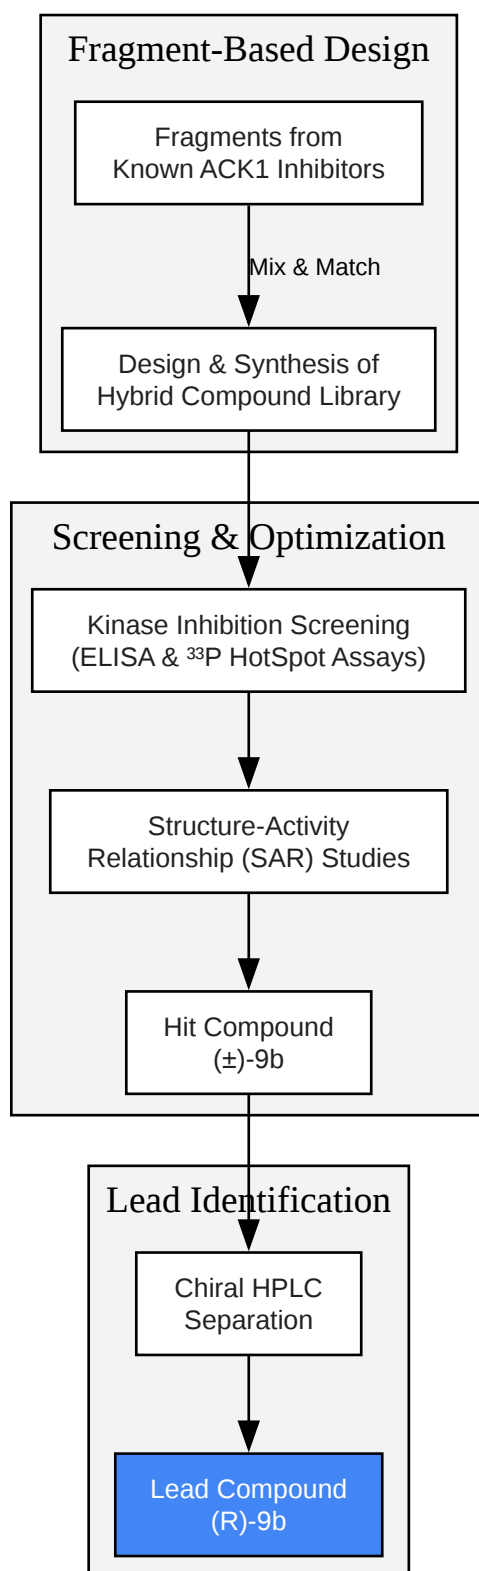 Fragment-Based Design
Fragments from
Known ACK1 Inhibitors
Mix & Match
Design & Synthesis of
Hybrid Compound Library
Screening & Optimization
Kinase Inhibition Screening
(ELISA & ³³P HotSpot Assays)
Structure-Activity
Relationship (SAR) Studies
Hit Compound
(±)-9b
Lead Identification
Chiral HPLC
Separation
Lead Compound
(R)-9b